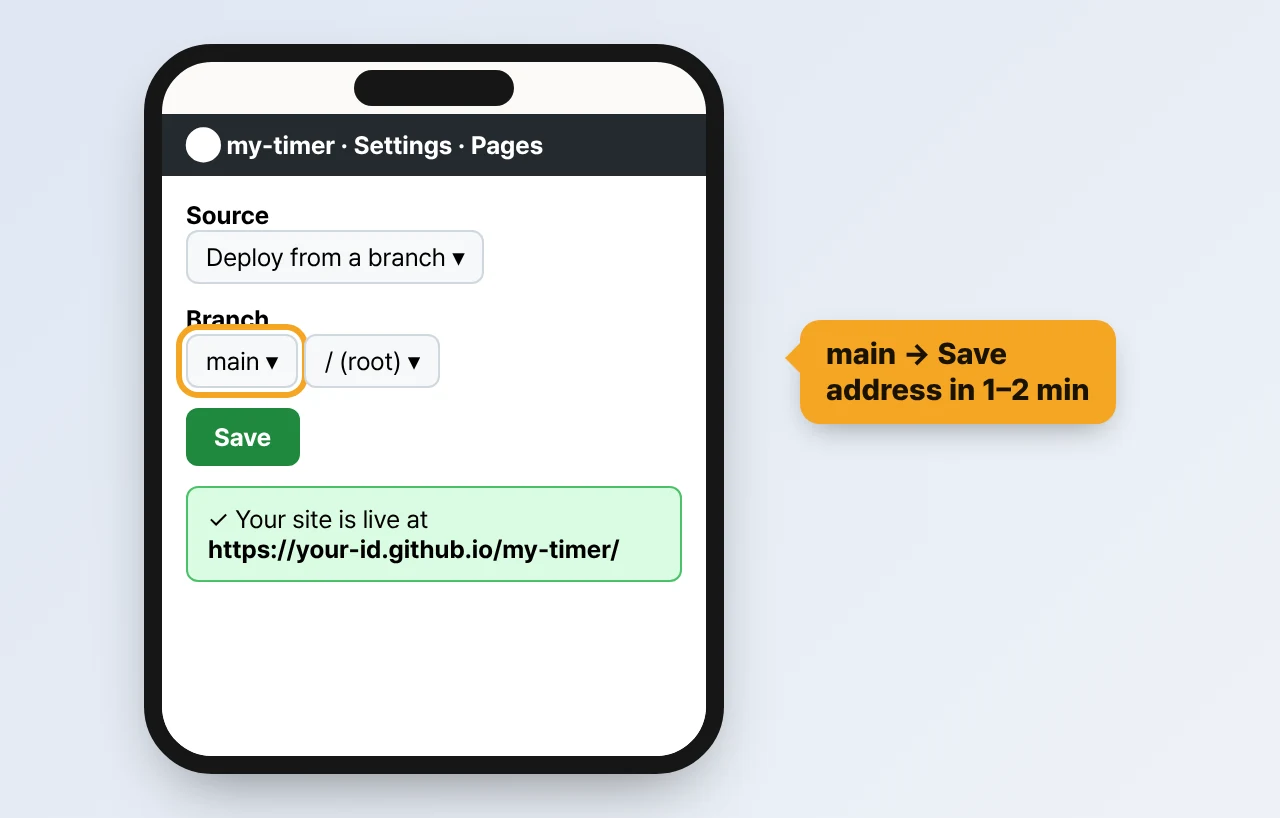 my-timer · Settings · Pages
Source
Deploy from a branch ▾
Branch
main ▾
/ (root) ▾
Save
✓ Your site is live at
https://your-id.github.io/my-timer/
main → Save
address in 1–2 min